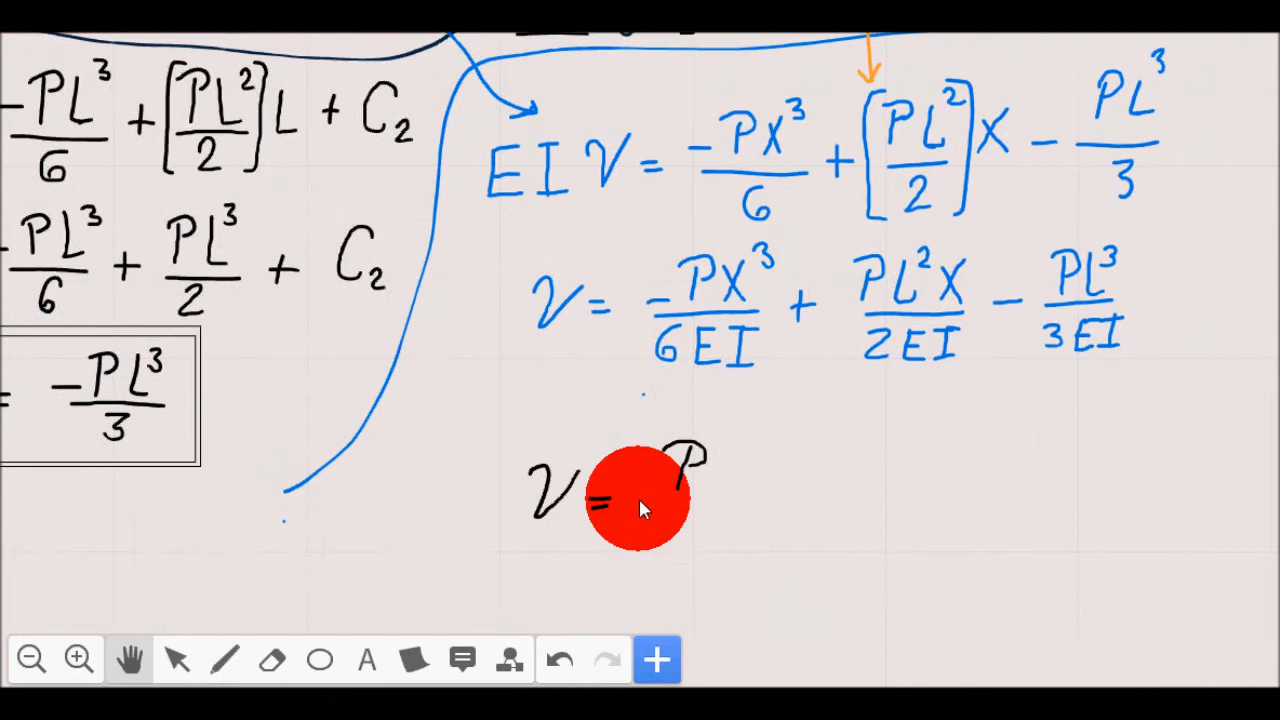 -PL³/6 + [PL²/2]L + C₂
-PL³/6 + PL³/2 + C₂
= -PL³/3
EI v = -PX³/6 + [PL²/2]X - PL³/3
v = -PX³/6EI + PL²X/2EI - PL³/3EI
v = P
A